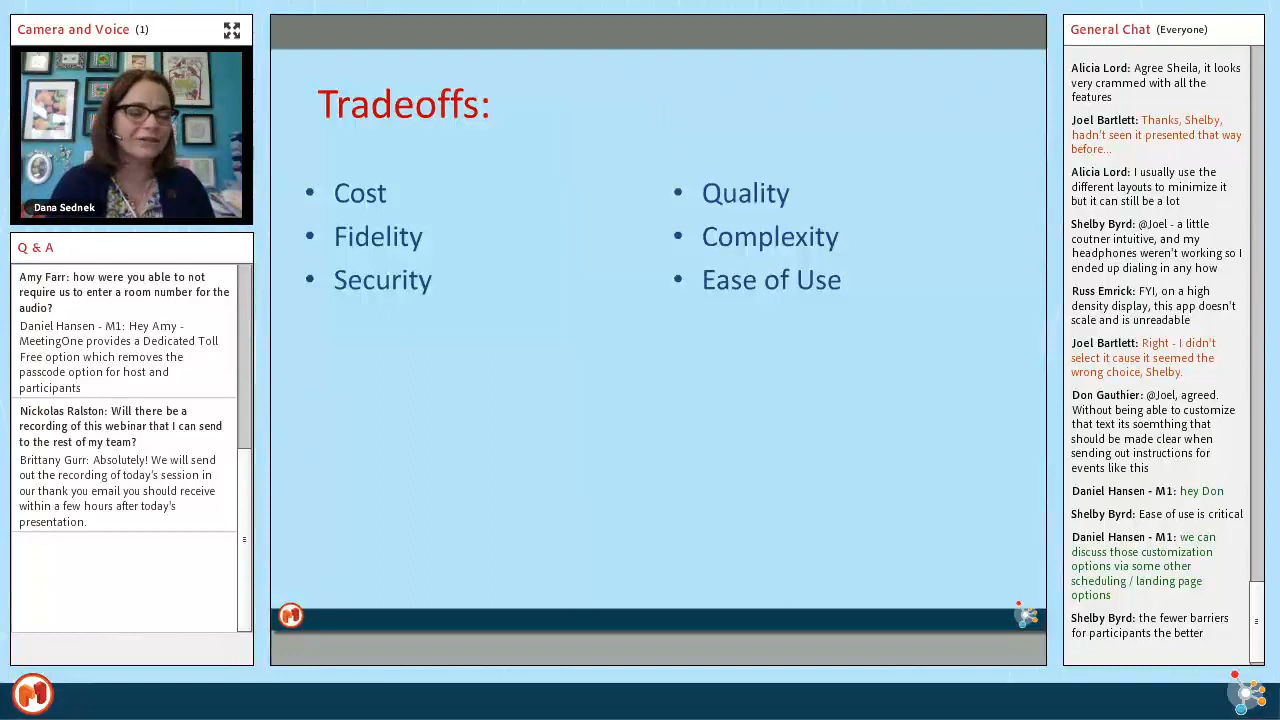 Camera and Voice (1)
Dana Sednek
Q & A
Amy Farr: how were you able to not
require us to enter a room number for the
audio?
Daniel Hansen - M1: Hey Amy -
MeetingOne provides a Dedicated Toll
Free option which removes the
passcode option for host and
participants
Nickolas Ralston: Will there be a
recording of this webinar that I can send
to the rest of my team?
Brittany Gurr: Absolutely! We will send
out the recording of today's session in
our thank you email you should receive
within a few hours after today's
presentation.
Tradeoffs:
• Cost
• Fidelity
• Security
• Quality
• Complexity
• Ease of Use
General Chat (Everyone)
Alicia Lord: Agree Sheila, it looks
very crammed with all the
features
Joel Bartlett: Thanks, Shelby,
hadn't seen it presented that way
before...
Alicia Lord: I usually use the
different layouts to minimize it
but it can still be a lot
Shelby Byrd: @Joel - a little
coutner intuitive, and my
headphones weren't working so I
ended up dialing in any how
Russ Emrick: FYI, on a high
density display, this app doesn't
scale and is unreadable
Joel Bartlett: Right - I didn't
select it cause it seemed the
wrong choice, Shelby.
Don Gauthier: @Joel, agreed.
Without being able to customize
that text its soemthing that
should be made clear when
sending out instructions for
events like this
Daniel Hansen - M1: hey Don
Shelby Byrd: Ease of use is critical
Daniel Hansen - M1: we can
discuss those customization
options via some other
scheduling / landing page
options
Shelby Byrd: the fewer barriers
for participants the better